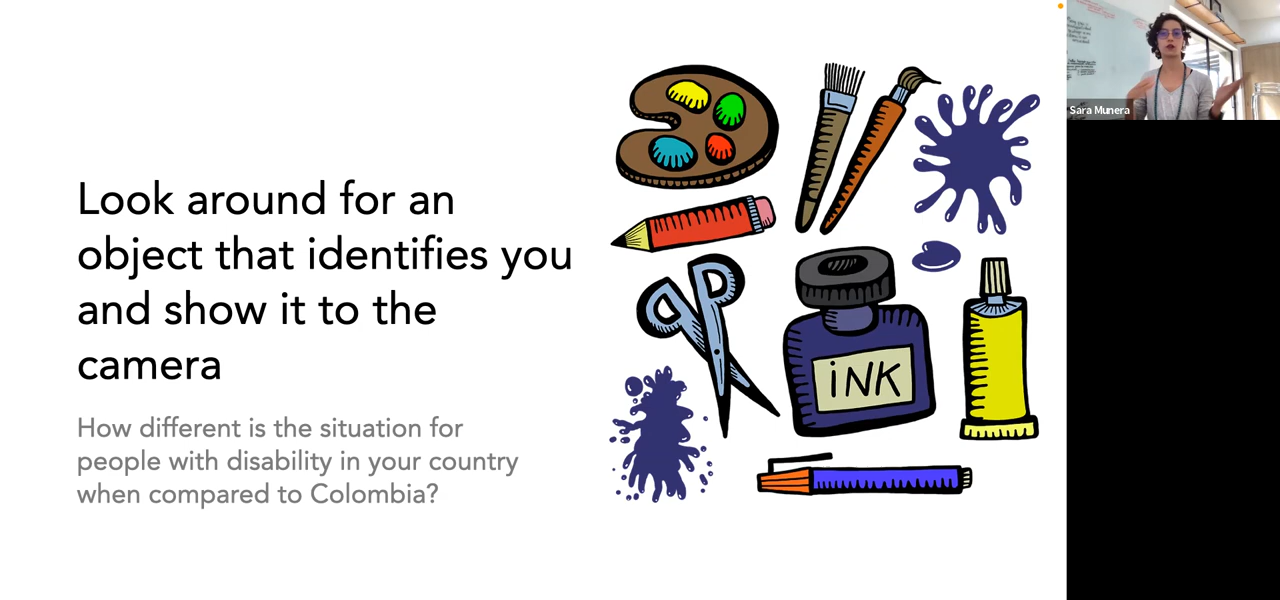 Look around for an
object that identifies you
and show it to the
camera
How different is the situation for
people with disability in your country
when compared to Colombia?
iNK
Sara Munera